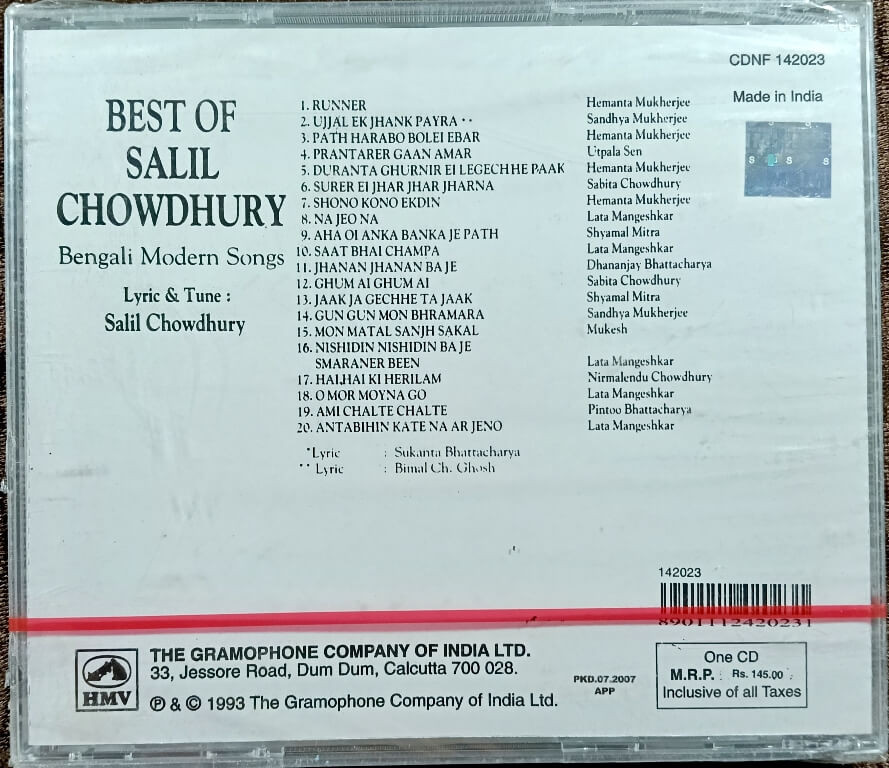 CDNF 142023
Made in India
S S S
BEST OF
SALIL
CHOWDHURY
Bengali Modern Songs
Lyric & Tune :
Salil Chowdhury
1. RUNNER Hemanta Mukherjee
2. UJJAL EK JHANK PAYRA ** Sandhya Mukherjee
3. PATH HARABO BOLEI EBAR Hemanta Mukherjee
4. PRANTARER GAAN AMAR Utpala Sen
5. DURANTA GHURNIR EI LEGECHHE PAAK Hemanta Mukherjee
6. SURER EI JHAR JHAR JHARNA Sabita Chowdhury
7. SHONO KONO EKDIN Hemanta Mukherjee
8. NA JEO NA Lata Mangeshkar
9. AHA OI ANKA BANKA JE PATH Shyamal Mitra
10. SAAT BHAI CHAMPA Lata Mangeshkar
11. JHANAN JHANAN BAJE Dhananjay Bhattacharya
12. GHUM AI GHUM AI Sabita Chowdhury
13. JAAK JA GECHHE TA JAAK Shyamal Mitra
14. GUN GUN MON BHRAMARA Sandhya Mukherjee
15. MON MATAL SANJH SAKAL Mukesh
16. NISHIDIN NISHIDIN BAJE
SMARANER BEEN Lata Mangeshkar
17. HAI,HAI KI HERILAM Nirmalendu Chowdhury
18. O MOR MOYNA GO Lata Mangeshkar
19. AMI CHALTE CHALTE Pintoo Bhattacharya
20. ANTABIHIN KATE NA AR JENO Lata Mangeshkar
*Lyric : Sukanta Bhattacharya
** Lyric : Bimal Ch. Ghosh
142023
8901112420231
HMV
THE GRAMOPHONE COMPANY OF INDIA LTD.
33, Jessore Road, Dum Dum, Calcutta 700 028.
℗ & © 1993 The Gramophone Company of India Ltd.
PKD.07.2007
APP
One CD
M.R.P. : Rs. 145.00
Inclusive of all Taxes